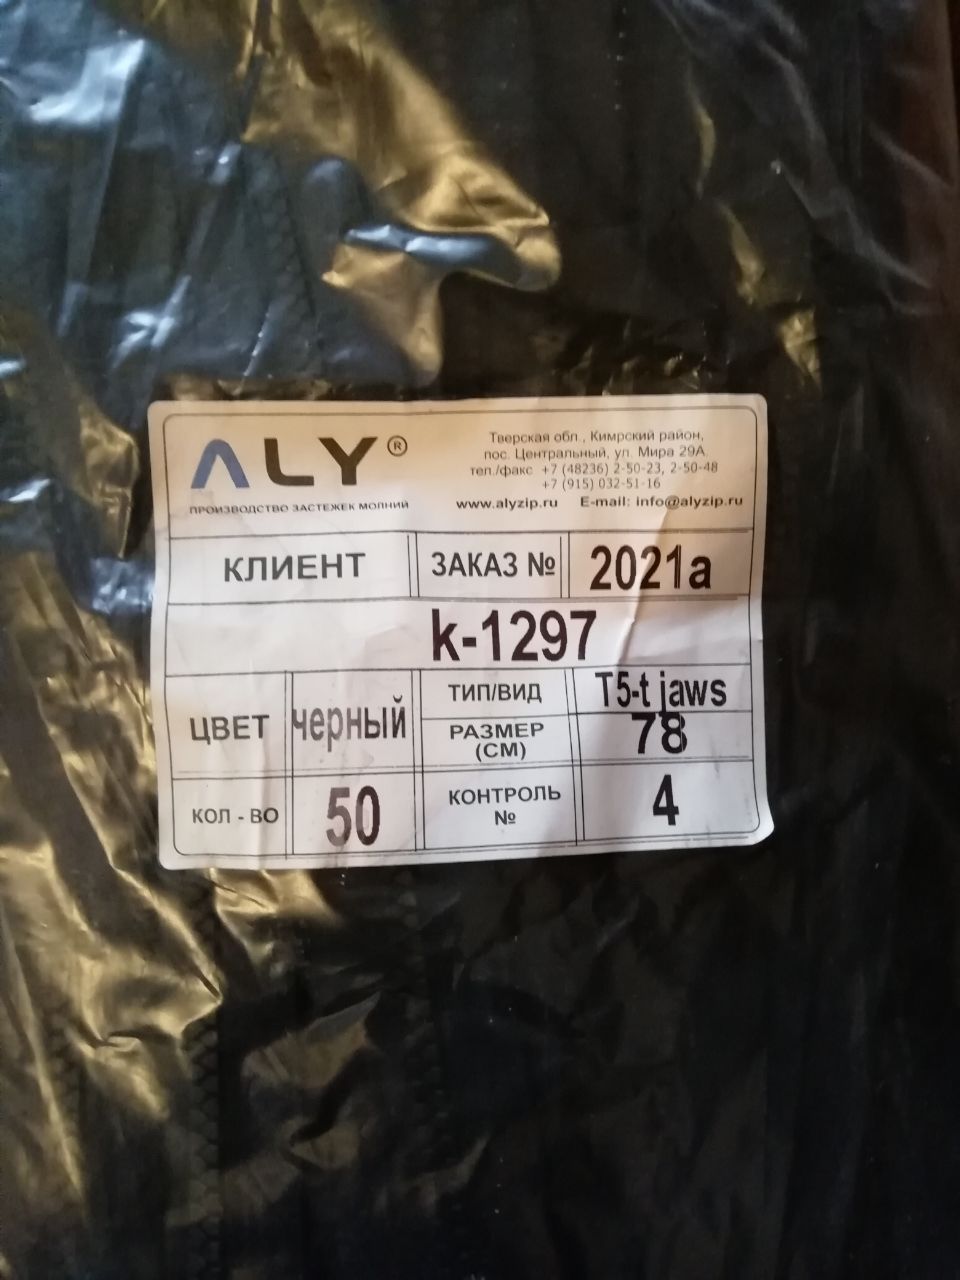 ALY®
ПРОИЗВОДСТВО ЗАСТЕЖЕК МОЛНИЙ
Тверская обл., Кимрский район,
пос. Центральный, ул. Мира 29А.
тел./факс +7 (48236) 2-50-23, 2-50-48
+7 (915) 032-51-16
www.alyzip.ru E-mail: info@alyzip.ru
КЛИЕНТ ЗАКАЗ № 2021a
k-1297
ЦВЕТ черный
ТИП/ВИД T5-t jaws
РАЗМЕР
(СМ) 78
КОЛ - ВО 50
КОНТРОЛЬ
№ 4